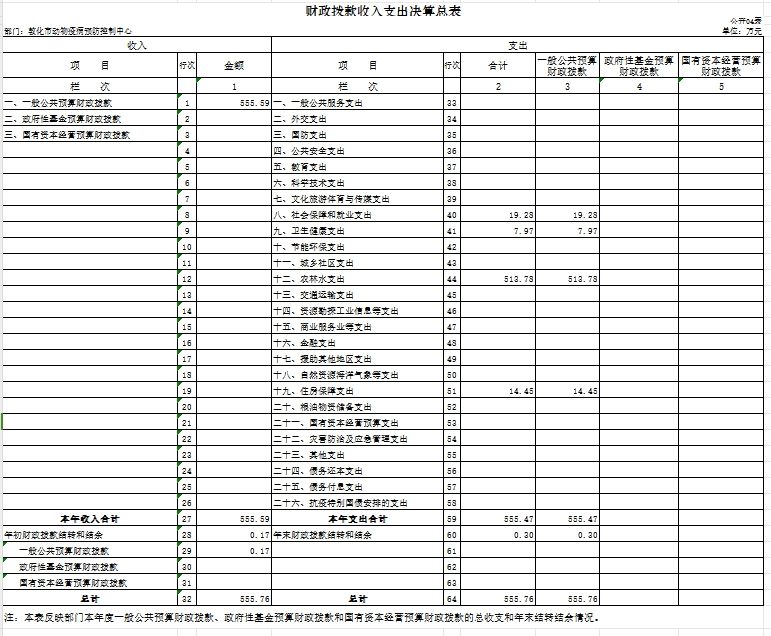 财政拨款收入支出决算总表
公开04表
部门：敦化市动物疫病预防控制中心 单位：万元
收入 支出
项 目 行次 金额 项 目 行次 合计 一般公共预算财政拨款 政府性基金预算财政拨款 国有资本经营预算财政拨款
栏 次 1 栏 次 2 3 4 5
一、一般公共预算财政拨款 1 555.59 一、一般公共服务支出 33
二、政府性基金预算财政拨款 2 二、外交支出 34
三、国有资本经营预算财政拨款 3 三、国防支出 35
4 四、公共安全支出 36
5 五、教育支出 37
6 六、科学技术支出 38
7 七、文化旅游体育与传媒支出 39
8 八、社会保障和就业支出 40 19.28 19.28
9 九、卫生健康支出 41 7.97 7.97
10 十、节能环保支出 42
11 十一、城乡社区支出 43
12 十二、农林水支出 44 513.78 513.78
13 十三、交通运输支出 45
14 十四、资源勘探工业信息等支出 46
15 十五、商业服务业等支出 47
16 十六、金融支出 48
17 十七、援助其他地区支出 49
18 十八、自然资源海洋气象等支出 50
19 十九、住房保障支出 51 14.45 14.45
20 二十、粮油物资储备支出 52
21 二十一、国有资本经营预算支出 53
22 二十二、灾害防治及应急管理支出 54
23 二十三、其他支出 55
24 二十四、债务还本支出 56
25 二十五、债务付息支出 57
26 二十六、抗疫特别国债安排的支出 58
本年收入合计 27 555.59 本年支出合计 59 555.47 555.47
年初财政拨款结转和结余 28 0.17 年末财政拨款结转和结余 60 0.30 0.30
一般公共预算财政拨款 29 0.17 61
政府性基金预算财政拨款 30 62
国有资本经营预算财政拨款 31 63
总计 32 555.76 总计 64 555.76 555.76
注：本表反映部门本年度一般公共预算财政拨款、政府性基金预算财政拨款和国有资本经营预算财政拨款的总收支和年末结转结余情况。